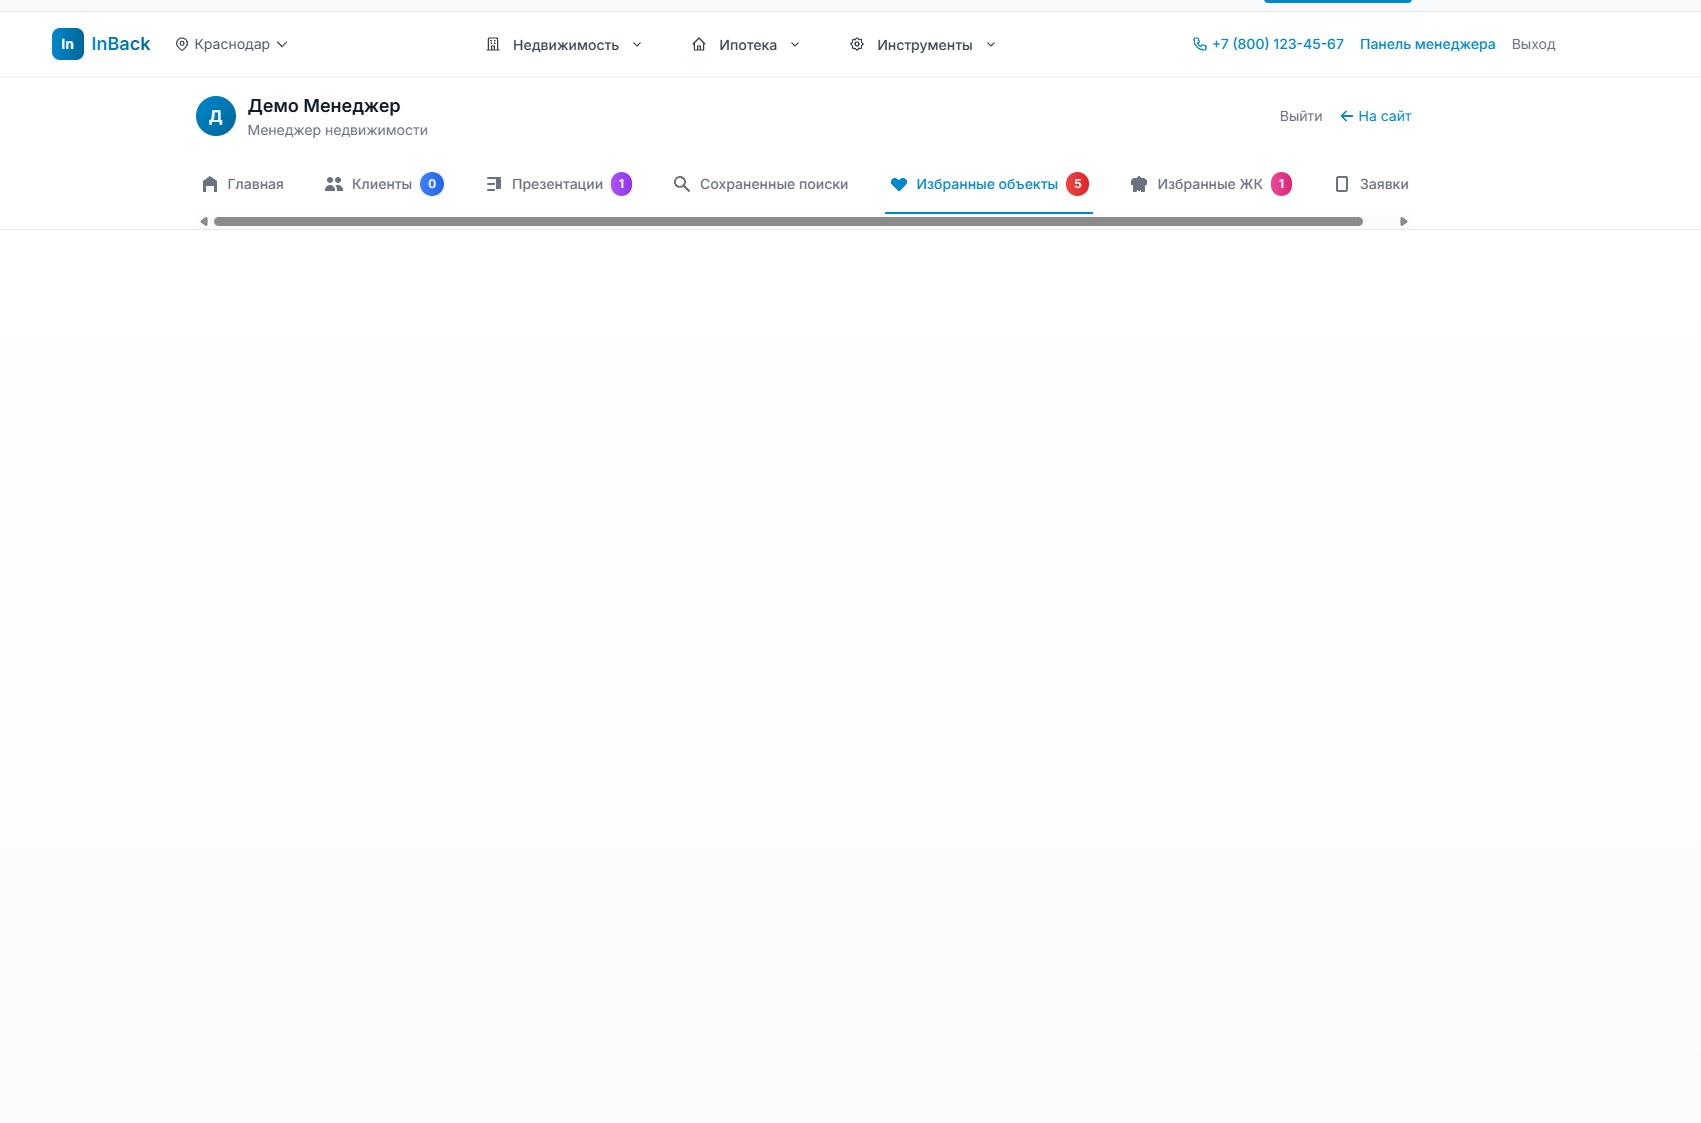 In InBack Краснодар Недвижимость Ипотека Инструменты +7 (800) 123-45-67 Панель менеджера Выход
Д Демо Менеджер
Менеджер недвижимости
Выйти На сайт
Главная Клиенты 0 Презентации 1 Сохраненные поиски Избранные объекты 5 Избранные ЖК 1 Заявки